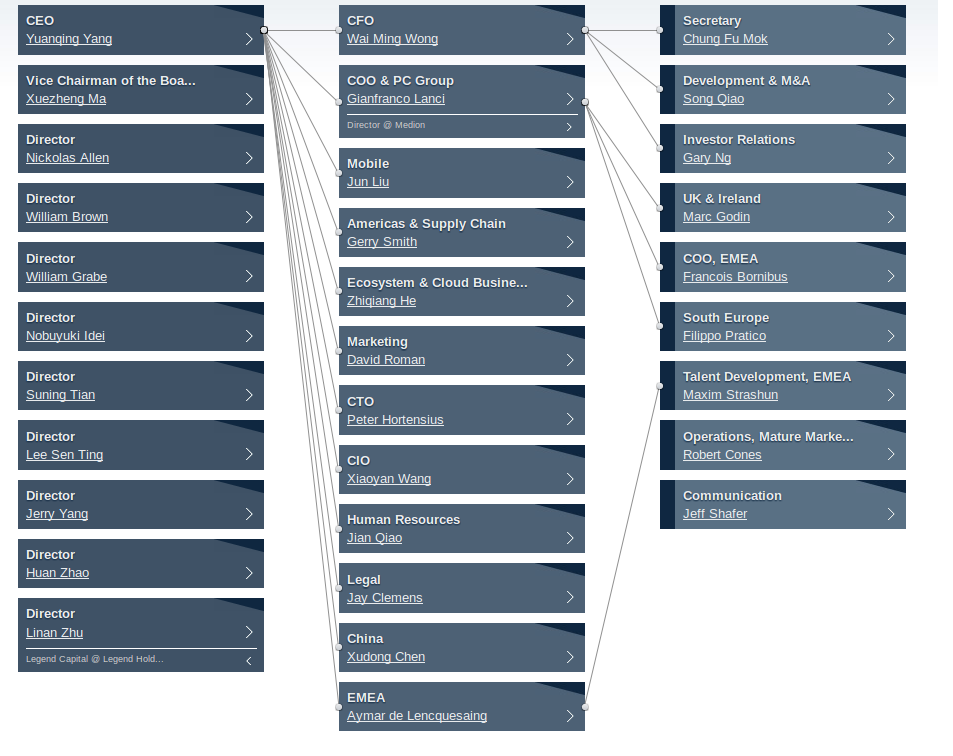 CEO
Yuanqing Yang
Vice Chairman of the Boa...
Xuezheng Ma
Director
Nickolas Allen
Director
William Brown
Director
William Grabe
Director
Nobuyuki Idei
Director
Suning Tian
Director
Lee Sen Ting
Director
Jerry Yang
Director
Huan Zhao
Director
Linan Zhu
Legend Capital @ Legend Hold...
CFO
Wai Ming Wong
COO & PC Group
Gianfranco Lanci
Director @ Medion
Mobile
Jun Liu
Americas & Supply Chain
Gerry Smith
Ecosystem & Cloud Busine...
Zhiqiang He
Marketing
David Roman
CTO
Peter Hortensius
CIO
Xiaoyan Wang
Human Resources
Jian Qiao
Legal
Jay Clemens
China
Xudong Chen
EMEA
Aymar de Lencquesaing
Secretary
Chung Fu Mok
Development & M&A
Song Qiao
Investor Relations
Gary Ng
UK & Ireland
Marc Godin
COO, EMEA
Francois Bornibus
South Europe
Filippo Pratico
Talent Development, EMEA
Maxim Strashun
Operations, Mature Marke...
Robert Cones
Communication
Jeff Shafer